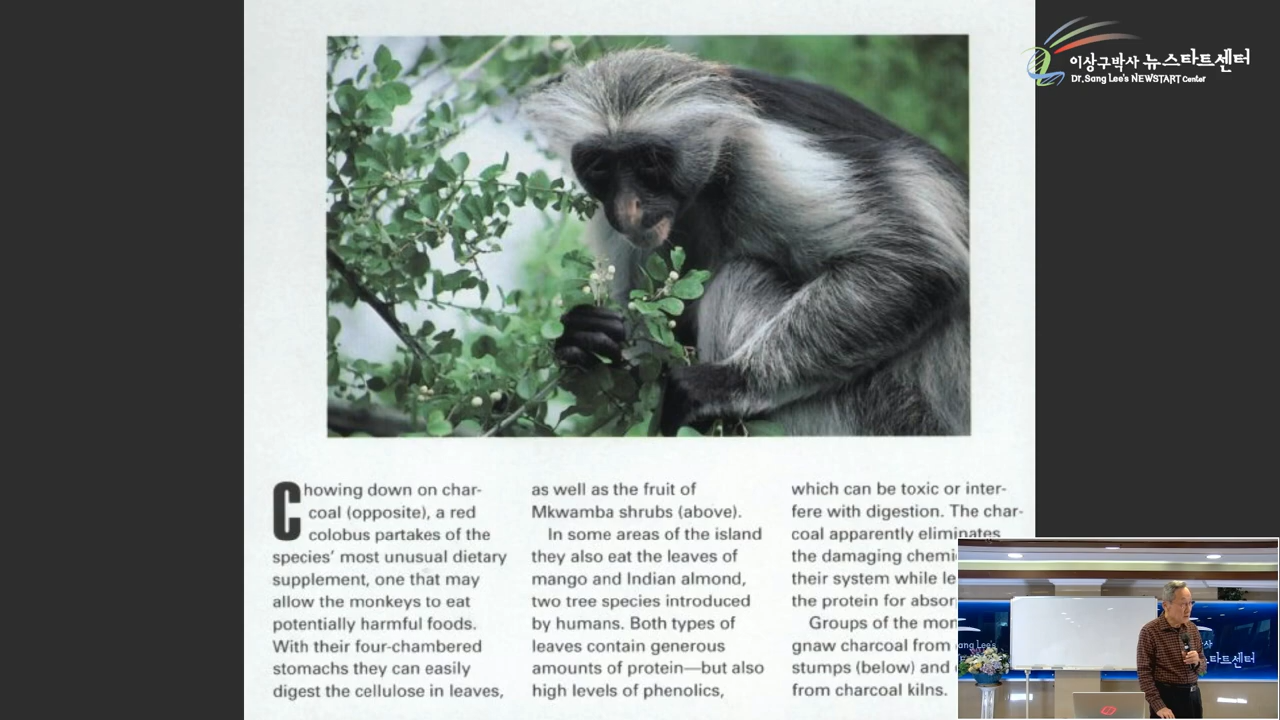 이상구박사 뉴스타트센터
Dr. Sang Lee's NEWSTART Center
Chowing down on char-
coal (opposite), a red
colobus partakes of the
species' most unusual dietary
supplement, one that may
allow the monkeys to eat
potentially harmful foods.
With their four-chambered
stomachs they can easily
digest the cellulose in leaves,
as well as the fruit of
Mkwamba shrubs (above).
In some areas of the island
they also eat the leaves of
mango and Indian almond,
two tree species introduced
by humans. Both types of
leaves contain generous
amounts of protein—but also
high levels of phenolics,
which can be toxic or inter-
fere with digestion. The char-
coal apparently eliminates
the damaging chemi
their system while le
the protein for absor
Groups of the mon
gnaw charcoal from
stumps (below) and
from charcoal kilns.